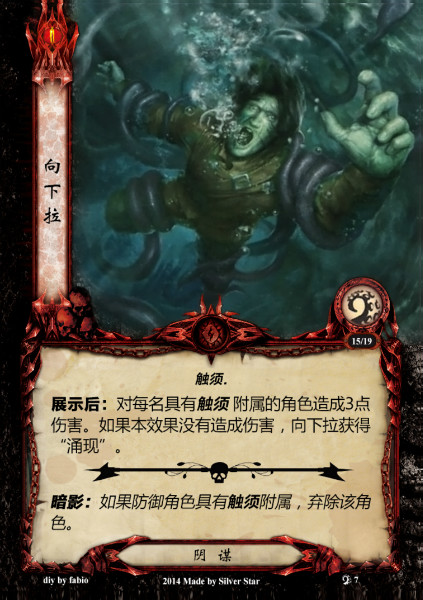 向下拉
15/19
触须.
展示后：对每名具有触须 附属的角色造成3点
伤害。如果本效果没有造成伤害，向下拉获得
“涌现”。
暗影：如果防御角色具有触须附属，弃除该角
色。
阴 谋
diy by fabio
2014 Made by Silver Star
7